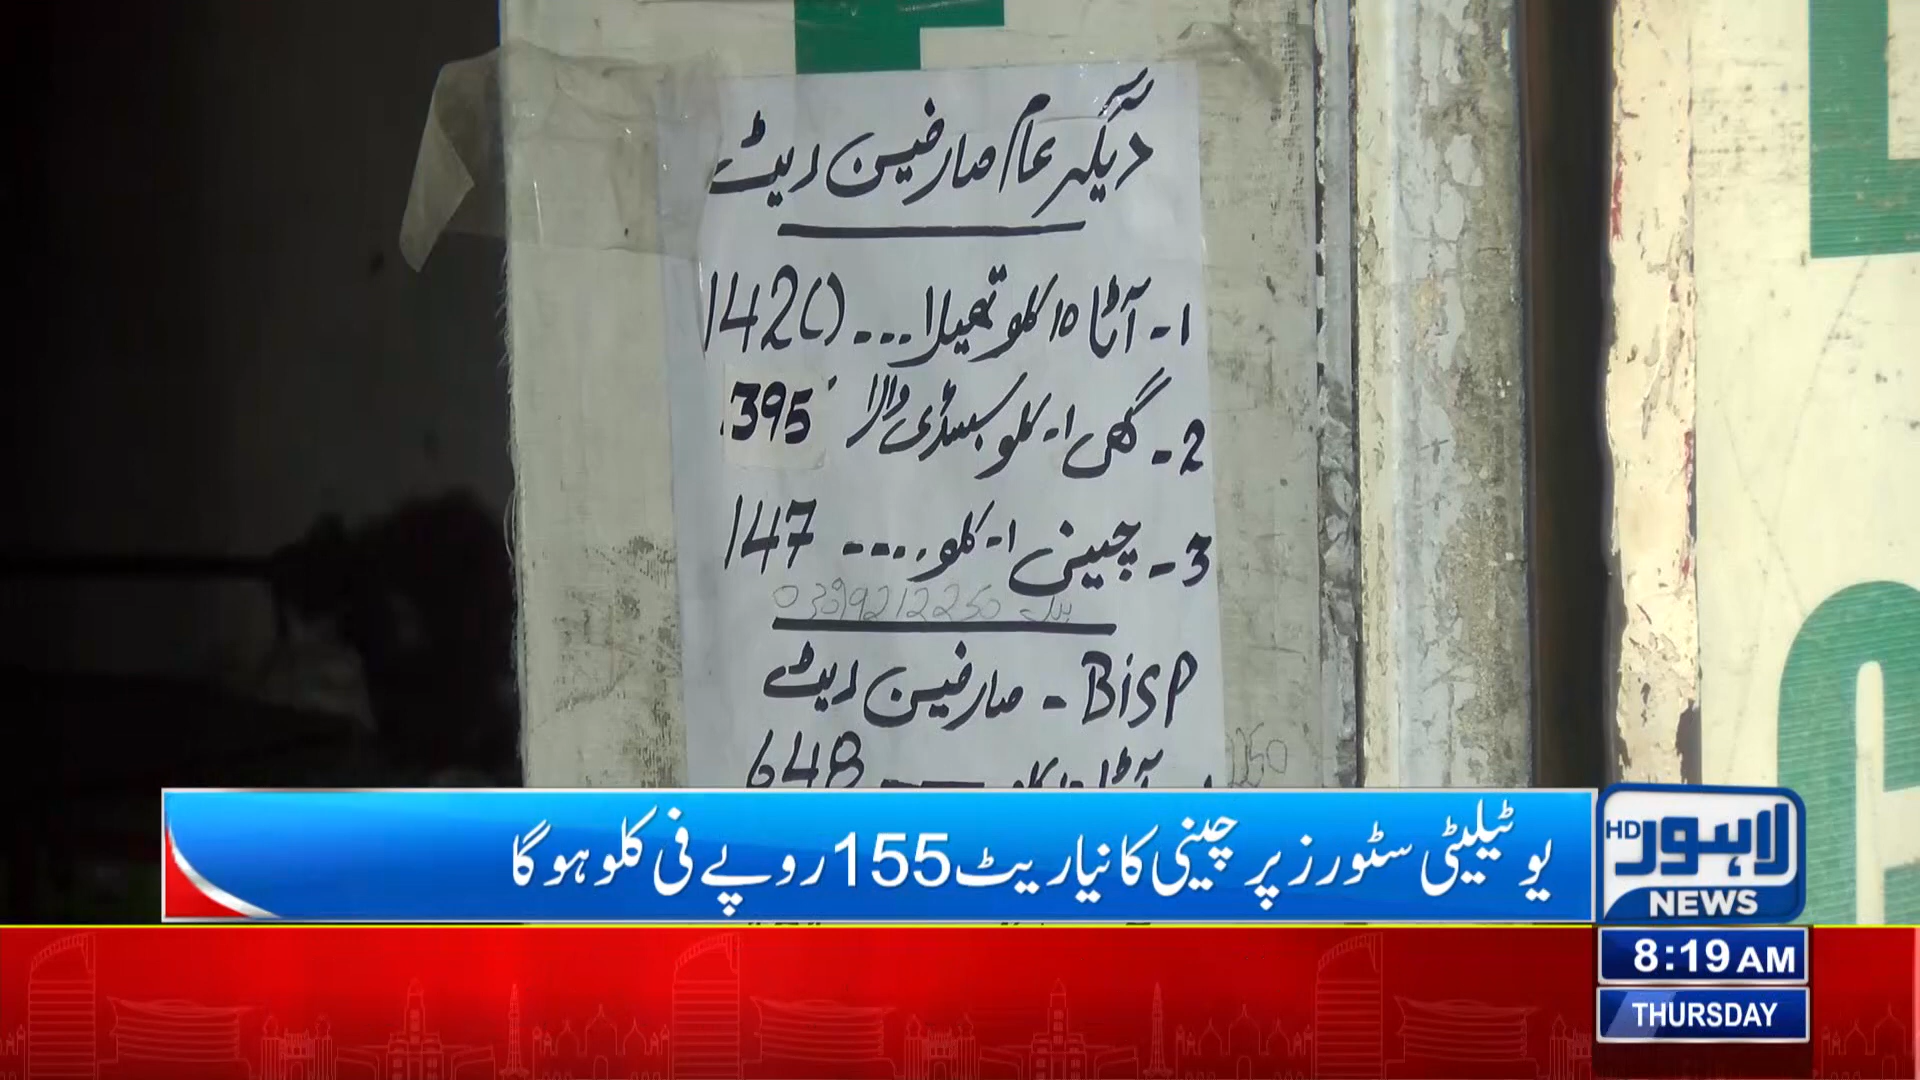 دیگر عام صارفین ریٹ
1- آٹا 10 کلو تھیلا ... 1420
2- گھی 1- کلو سبسڈی والا 395
3- چینی 1- کلو .... 147
0399212250
BiSP - صارفین ریٹ
648
2250
یوٹیلیٹی سٹورز پر چینی کا نیا ریٹ 155 روپے فی کلو ہو گا
HD لاہور
NEWS
8:19 AM
THURSDAY